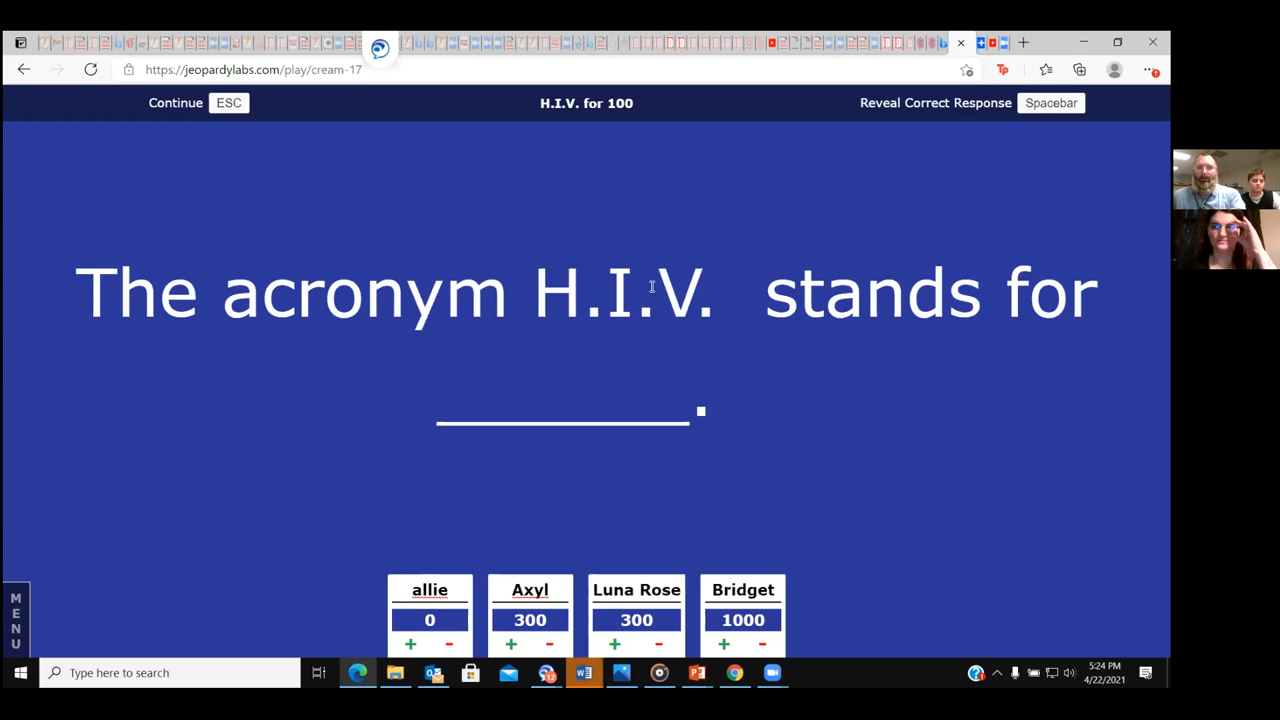 https://jeopardylabs.com/play/cream-17
Continue ESC
H.I.V. for 100
Reveal Correct Response Spacebar
The acronym H.I.V. stands for
__________.
MENU
allie Axyl Luna Rose Bridget
0 300 300 1000
+ - + - + - + -
Type here to search
12
5:24 PM
4/22/2021